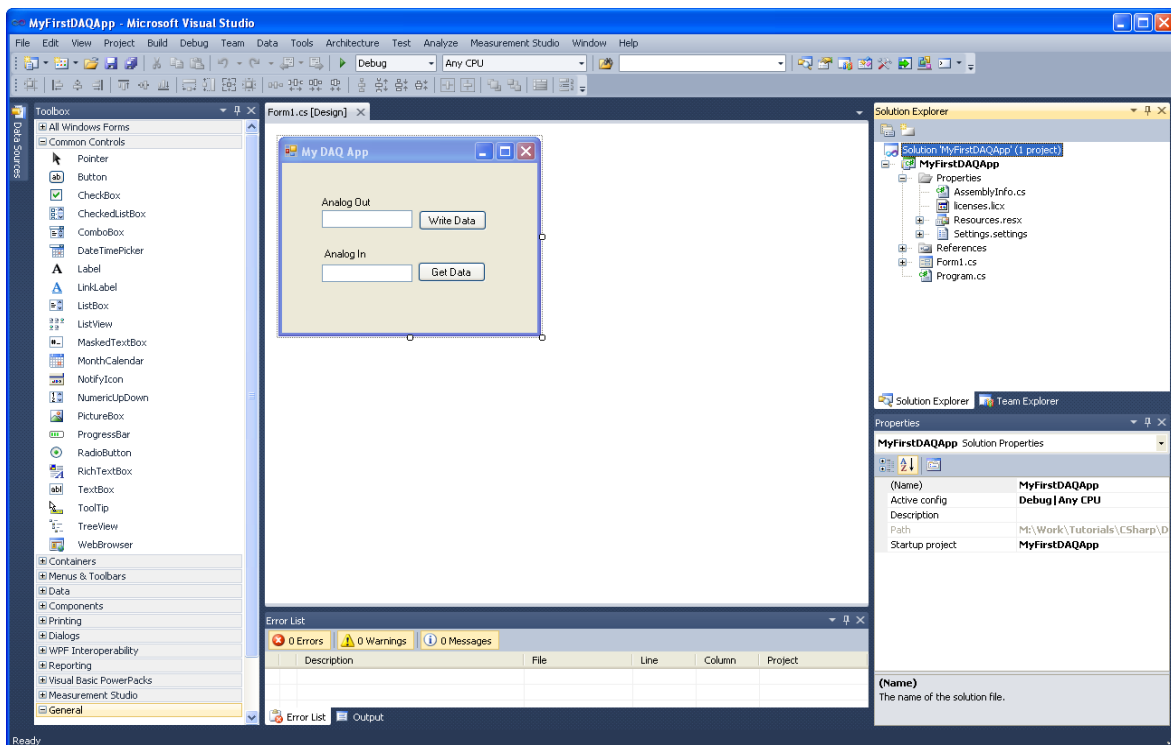 MyFirstDAQApp - Microsoft Visual Studio
File Edit View Project Build Debug Team Data Tools Architecture Test Analyze Measurement Studio Window Help
Debug Any CPU
Data Sources
Toolbox
All Windows Forms
Common Controls
Pointer
Button
CheckBox
CheckedListBox
ComboBox
DateTimePicker
Label
LinkLabel
ListBox
ListView
MaskedTextBox
MonthCalendar
NotifyIcon
NumericUpDown
PictureBox
ProgressBar
RadioButton
RichTextBox
TextBox
ToolTip
TreeView
WebBrowser
Containers
Menus & Toolbars
Data
Components
Printing
Dialogs
WPF Interoperability
Reporting
Visual Basic PowerPacks
Measurement Studio
General
Form1.cs [Design]
My DAQ App
Analog Out
Write Data
Analog In
Get Data
Error List
0 Errors 0 Warnings 0 Messages
Description File Line Column Project
Error List Output
Solution Explorer
Solution 'MyFirstDAQApp' (1 project)
MyFirstDAQApp
Properties
AssemblyInfo.cs
licenses.licx
Resources.resx
Settings.settings
References
Form1.cs
Program.cs
Solution Explorer Team Explorer
Properties
MyFirstDAQApp Solution Properties
(Name) MyFirstDAQApp
Active config Debug|Any CPU
Description
Path M:\Work\Tutorials\CSharp\D
Startup project MyFirstDAQApp
(Name)
The name of the solution file.
Ready